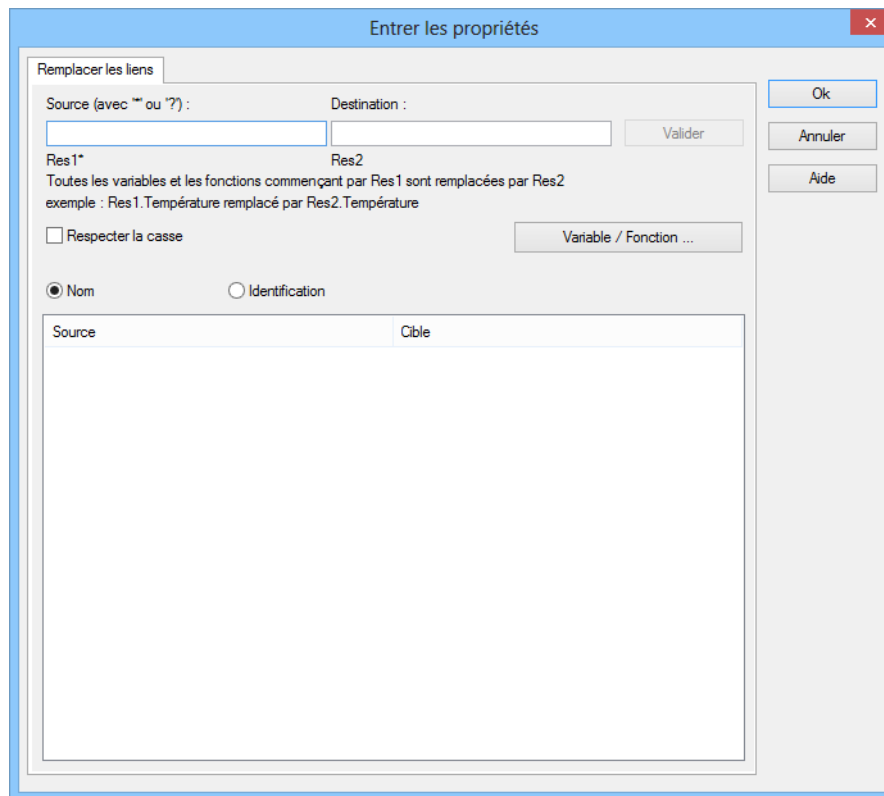 Entrer les propriétés
Remplacer les liens
Source (avec '*' ou '?') :
Destination :
Valider
Res1*
Res2
Toutes les variables et les fonctions commençant par Res1 sont remplacées par Res2
exemple : Res1.Température remplacé par Res2.Température
Respecter la casse
Variable / Fonction ...
Nom
Identification
Source
Cible
Ok
Annuler
Aide